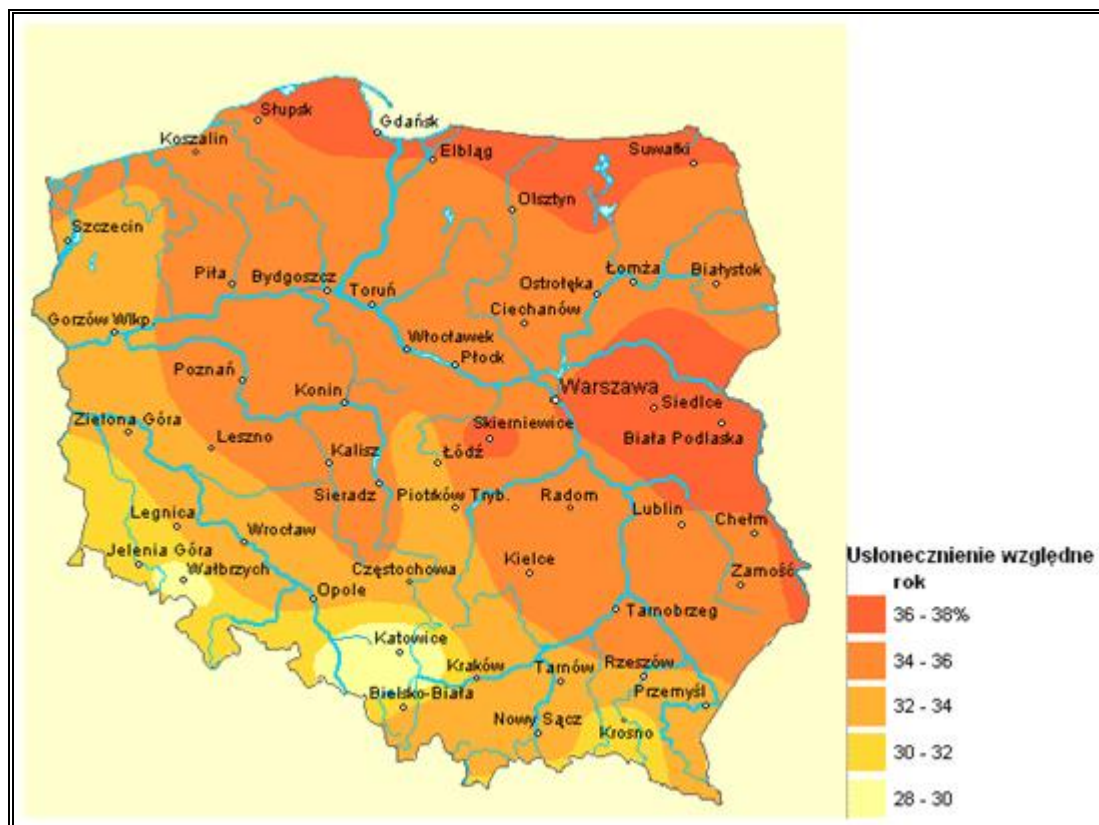 Słupsk
Gdańsk
Koszalin
Elbląg
Suwałki
Olsztyn
Szczecin
Piła
Bydgoszcz
Toruń
Ostrołęka
Łomża
Białystok
Ciechanów
Gorzów Wlkp.
Włocławek
Płock
Poznań
Konin
Warszawa
Siedlce
Zielona Góra
Leszno
Skierniewice
Biała Podlaska
Kalisz
Łódź
Sieradz
Piotrków Tryb.
Radom
Lublin
Chełm
Legnica
Wrocław
Jelenia Góra
Wałbrzych
Częstochowa
Kielce
Zamość
Opole
Tarnobrzeg
Katowice
Kraków
Tarnów
Rzeszów
Przemyśl
Bielsko-Biała
Nowy Sącz
Krosno
Usłonecznienie względne
rok
36 - 38%
34 - 36
32 - 34
30 - 32
28 - 30